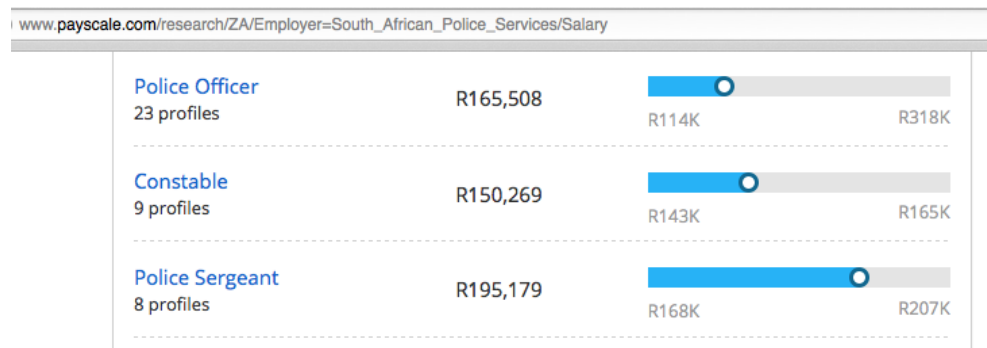 www.payscale.com/research/ZA/Employer=South_African_Police_Services/Salary
Police Officer
23 profiles
R165,508
R114K
R318K
Constable
9 profiles
R150,269
R143K
R165K
Police Sergeant
8 profiles
R195,179
R168K
R207K